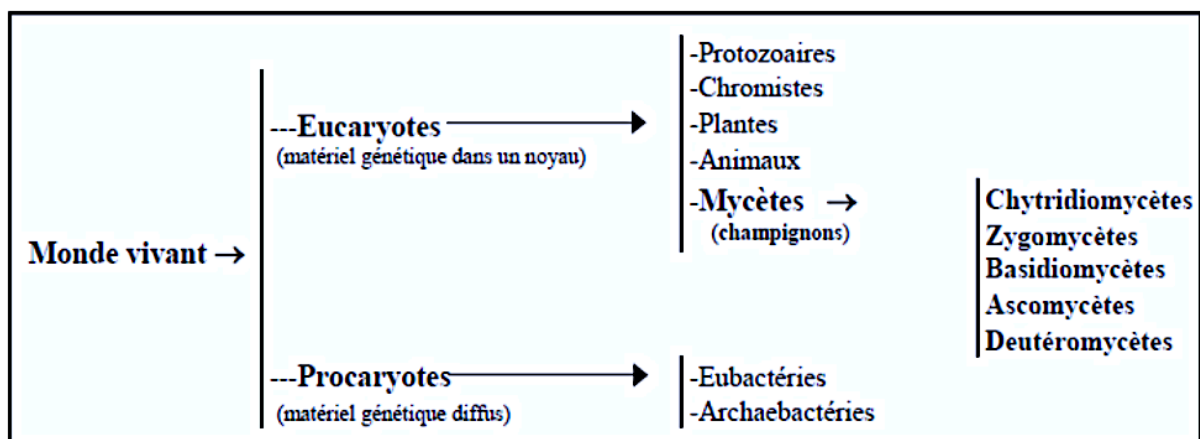 Monde vivant →
---Eucaryotes
(matériel génétique dans un noyau)
-Protozoaires
-Chromistes
-Plantes
-Animaux
-Mycètes →
(champignons)
Chytridiomycètes
Zygomycètes
Basidiomycètes
Ascomycètes
Deutéromycètes
---Procaryotes
(matériel génétique diffus)
-Eubactéries
-Archaebactéries